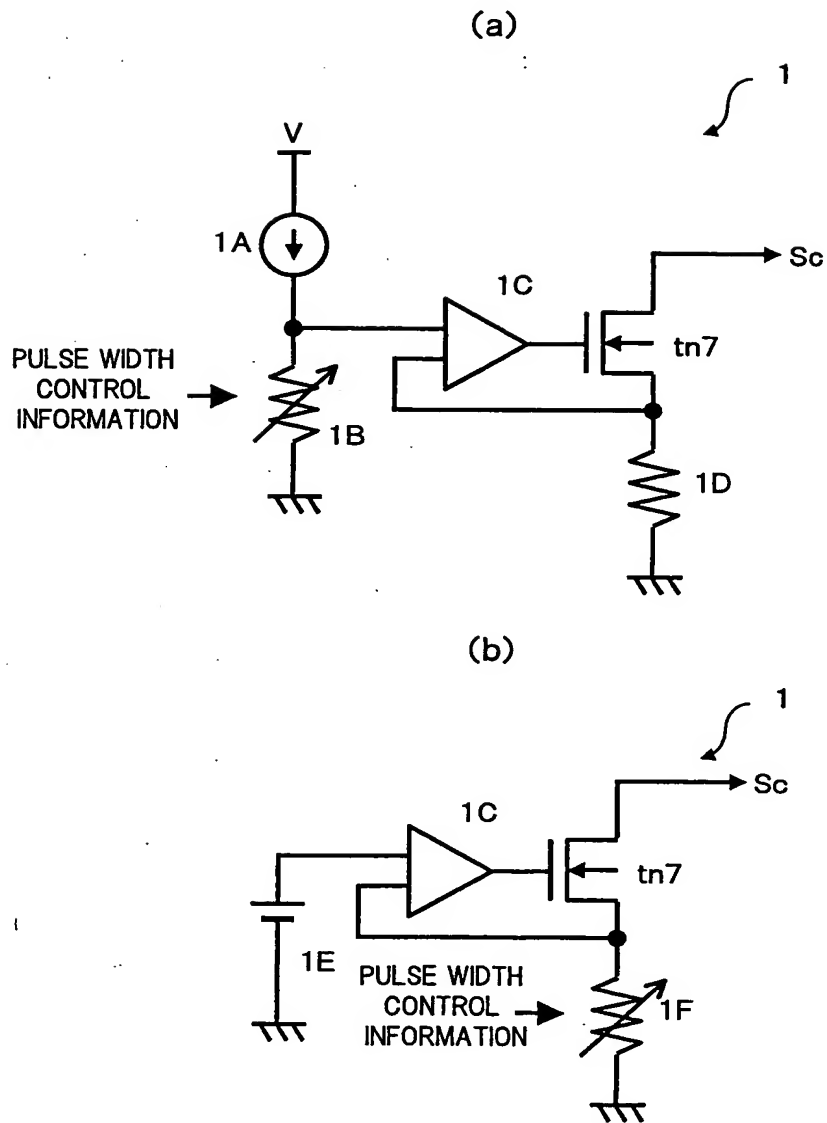 (a)
1
V
1A
1C
Sc
tn7
PULSE WIDTH
CONTROL
INFORMATION
1B
1D
(b)
1
Sc
1C
tn7
1E
PULSE WIDTH
CONTROL
INFORMATION
1F